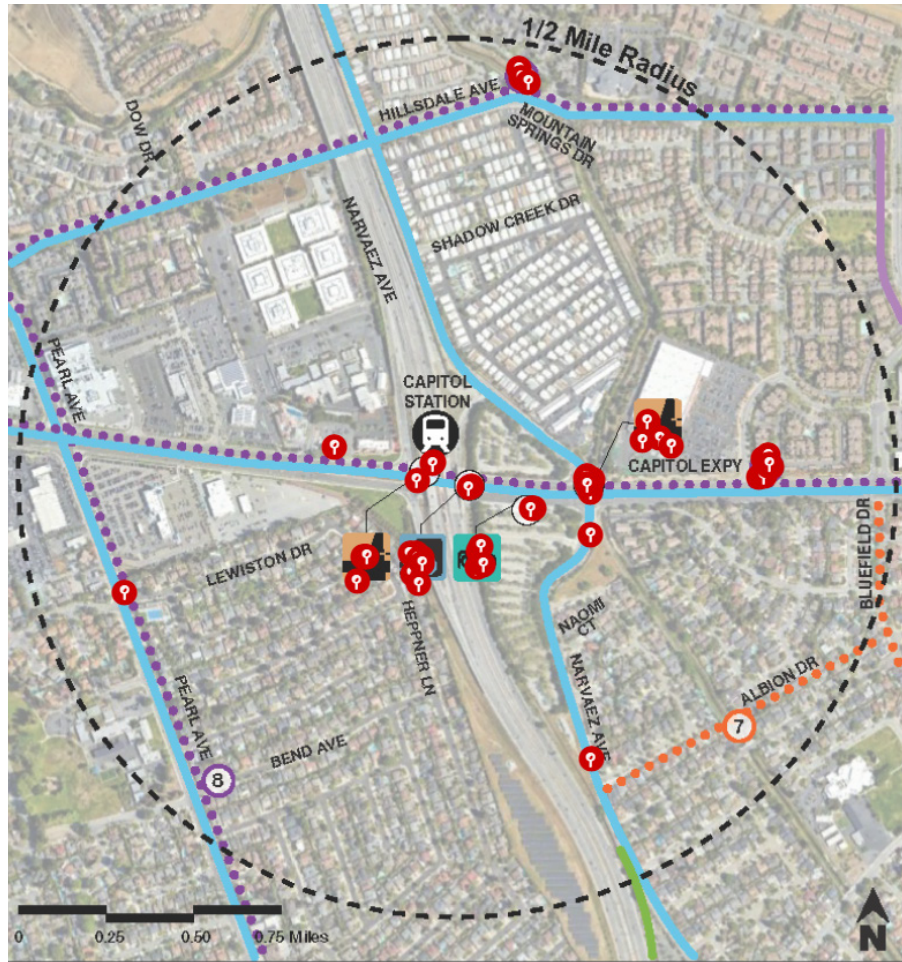 1/2 Mile Radius
HILLSDALE AVE
DOW DR
MOUNTAIN
SPRINGS DR
SHADOW CREEK DR
NARVAEZ AVE
PEARL AVE
CAPITOL
STATION
CAPITOL EXPY
LEWISTON DR
BLUEFIELD DR
HEPPNER LN
NAOMI
CT
NARVAEZ AVE
ALBION DR
PEARL AVE
7
BEND AVE
8
0 0.25 0.50 0.75 Miles
N